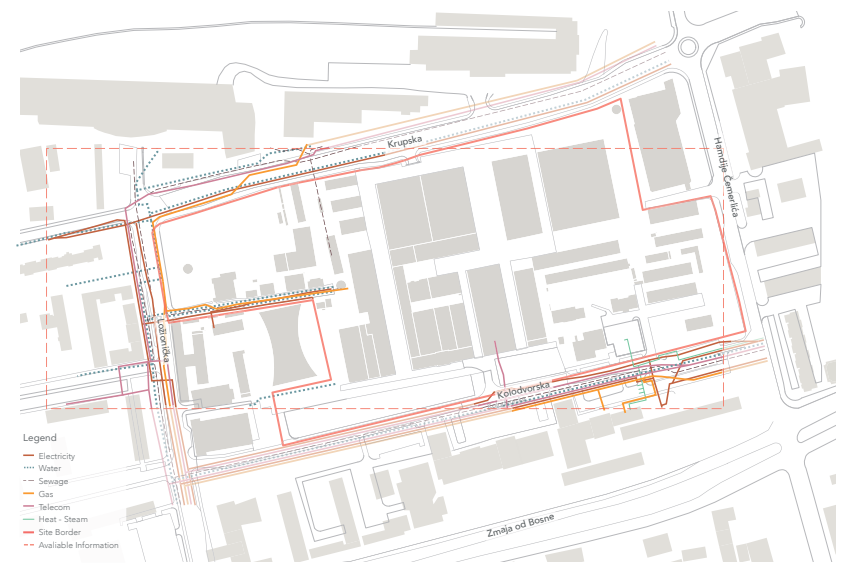 Krupska
Hamdije Čemerlića
Ložionička
Kolodvorska
Zmaja od Bosne
Legend
Electricity
Water
Sewage
Gas
Telecom
Heat - Steam
Site Border
Avaliable Information